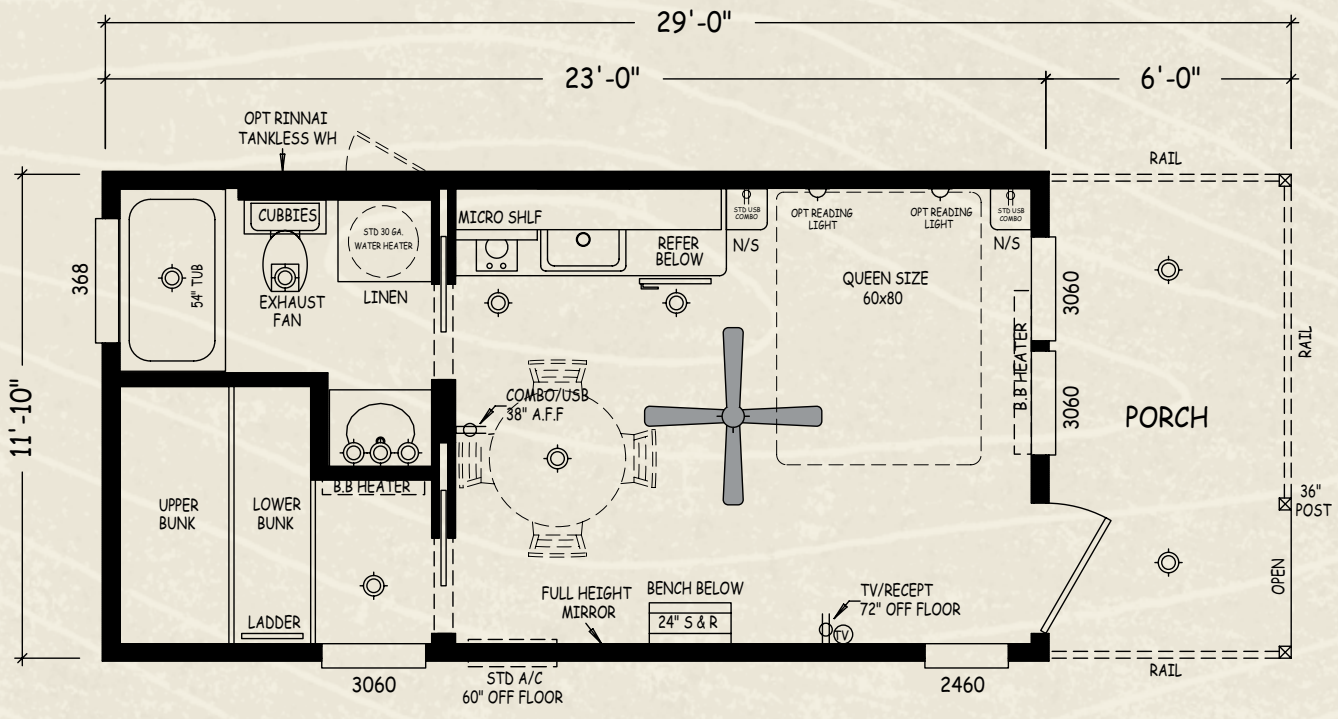 29'-0"
23'-0"
6'-0"
OPT RINNAI
TANKLESS WH
RAIL
CUBBIES
STD 30 GA.
WATER HEATER
MICRO SHLF
STD USB
COMBO
OPT READING
LIGHT
OPT READING
LIGHT
STD USB
COMBO
N/S
N/S
REFER
BELOW
368
54" TUB
EXHAUST
FAN
LINEN
QUEEN SIZE
60x80
3060
RAIL
B.B HEATER
3060
PORCH
11'-10"
COMBO/USB
38" A.F.F
B.B HEATER
UPPER
BUNK
LOWER
BUNK
36"
POST
OPEN
LADDER
FULL HEIGHT
MIRROR
BENCH BELOW
24" S & R
TV/RECEPT
72" OFF FLOOR
TV
3060
STD A/C
60" OFF FLOOR
2460
RAIL